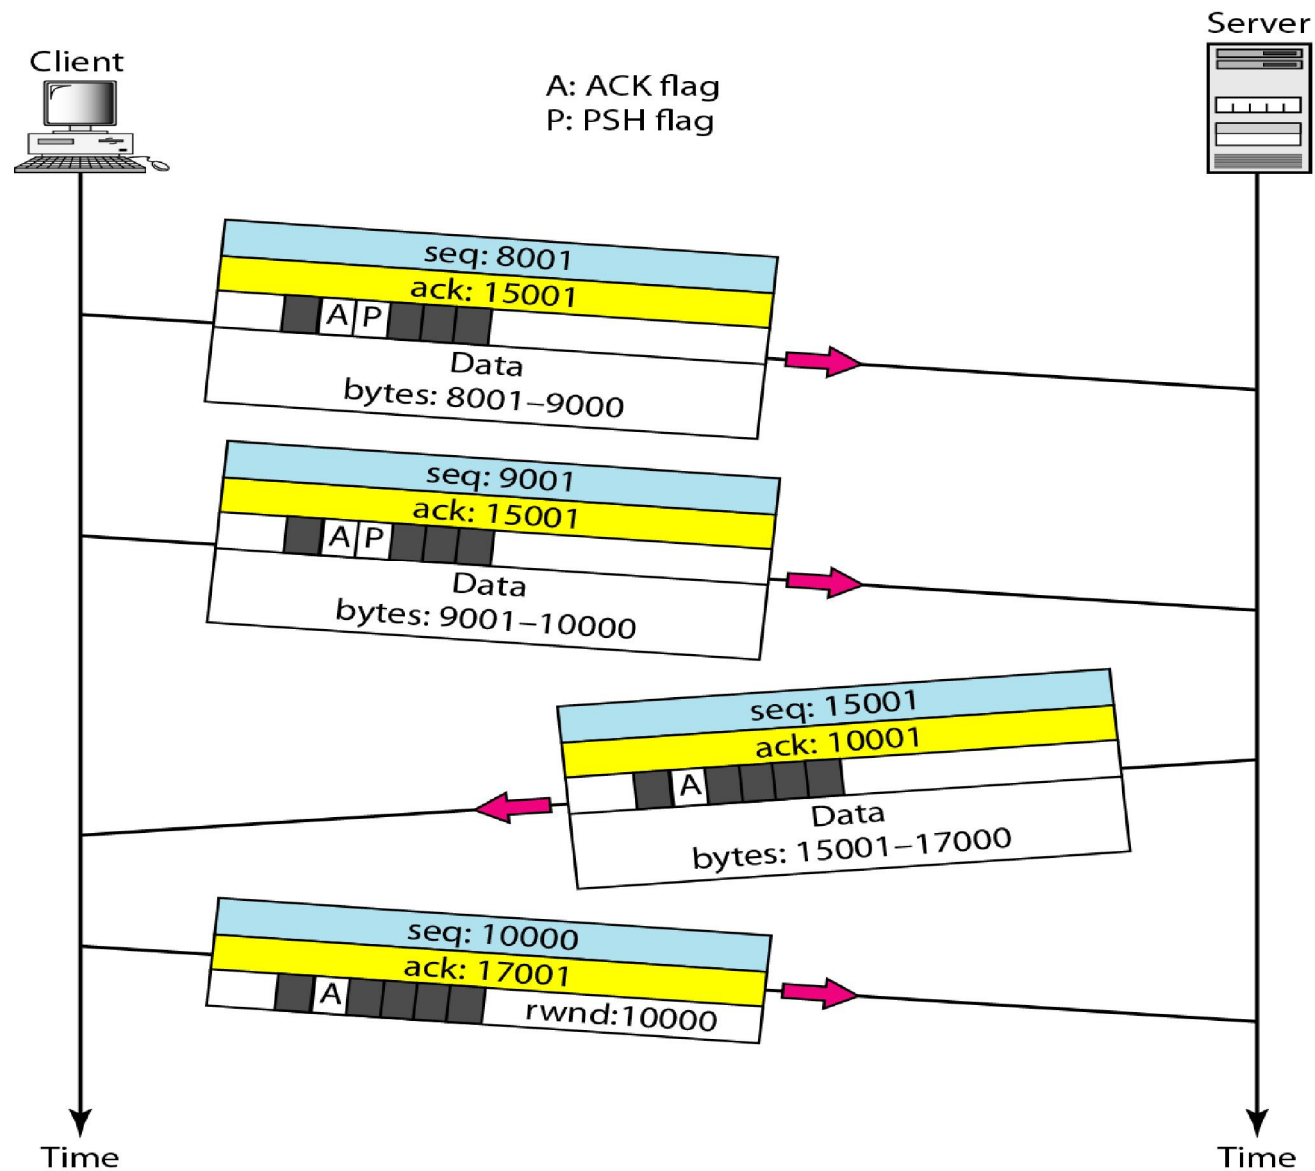 Client
Server
A: ACK flag
P: PSH flag
seq: 8001
ack: 15001
A P
Data
bytes: 8001–9000
seq: 9001
ack: 15001
A P
Data
bytes: 9001–10000
seq: 15001
ack: 10001
A
Data
bytes: 15001–17000
seq: 10000
ack: 17001
A
rwnd:10000
Time
Time